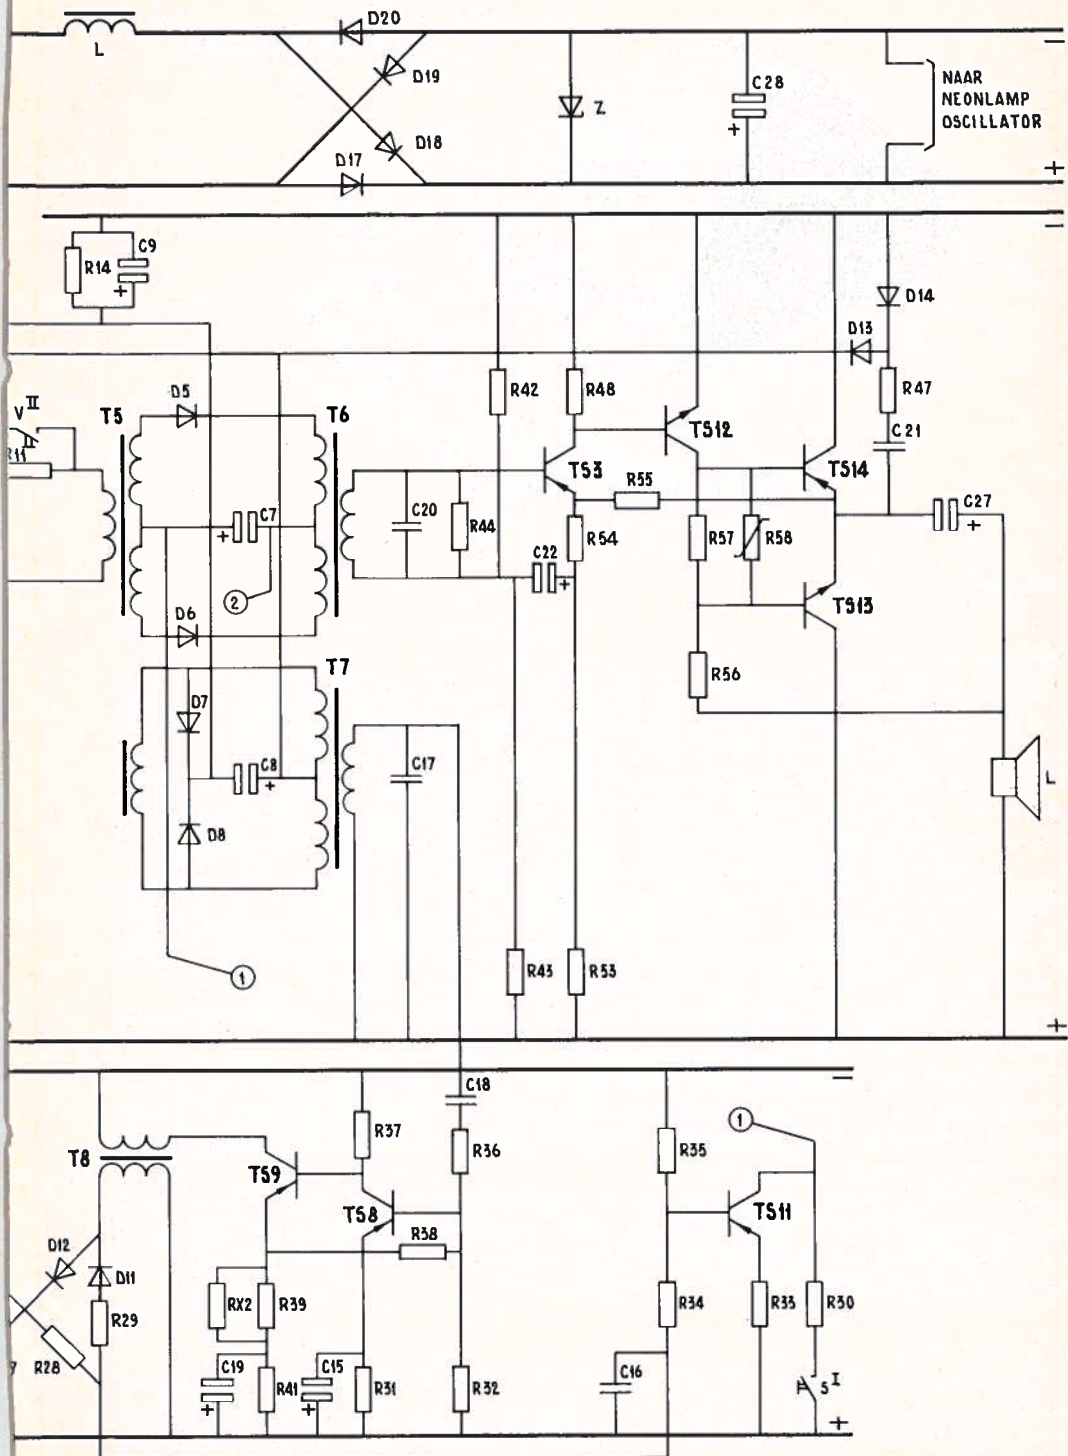 L
D20
D19
D18
D17
Z
C28
+
NAAR
NEONLAMP
OSCILLATOR
−
+
−
R14
C9
+
D14
D13
R42
R48
R47
C21
V II
T5
D5
T6
TS12
TS3
TS14
R11
II
C7
+
C20
R44
R55
C27
+
C22
+
R54
R57
R58
2
D6
TS13
T7
R56
D7
C8
+
C17
L
D8
1
R43
R53
+
−
C18
R37
R36
R35
1
T8
TS9
TS8
TS11
R38
D12
D11
RX2
R39
R34
R33
R30
R29
R28
C19
+
R41
C15
+
R31
R32
C16
S I
+